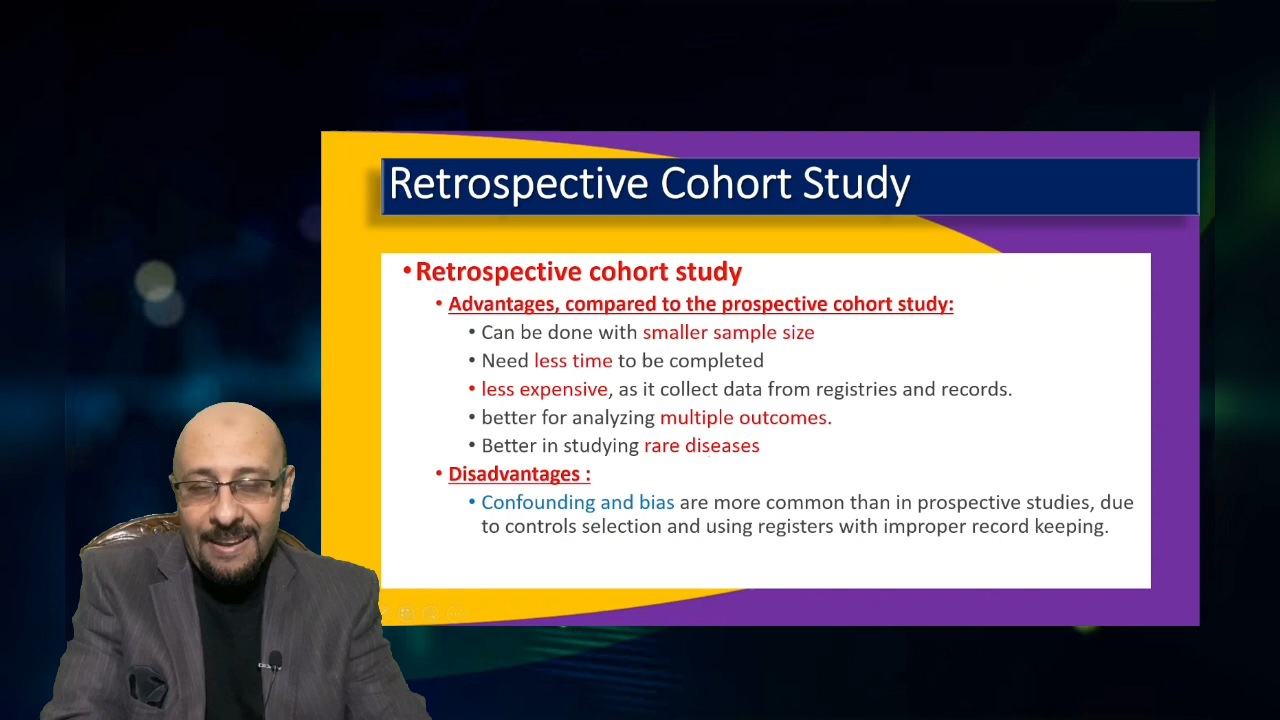 Retrospective Cohort Study
•Retrospective cohort study
• Advantages, compared to the prospective cohort study:
• Can be done with smaller sample size
• Need less time to be completed
• less expensive, as it collect data from registries and records.
• better for analyzing multiple outcomes.
• Better in studying rare diseases
• Disadvantages :
• Confounding and bias are more common than in prospective studies, due
to controls selection and using registers with improper record keeping.